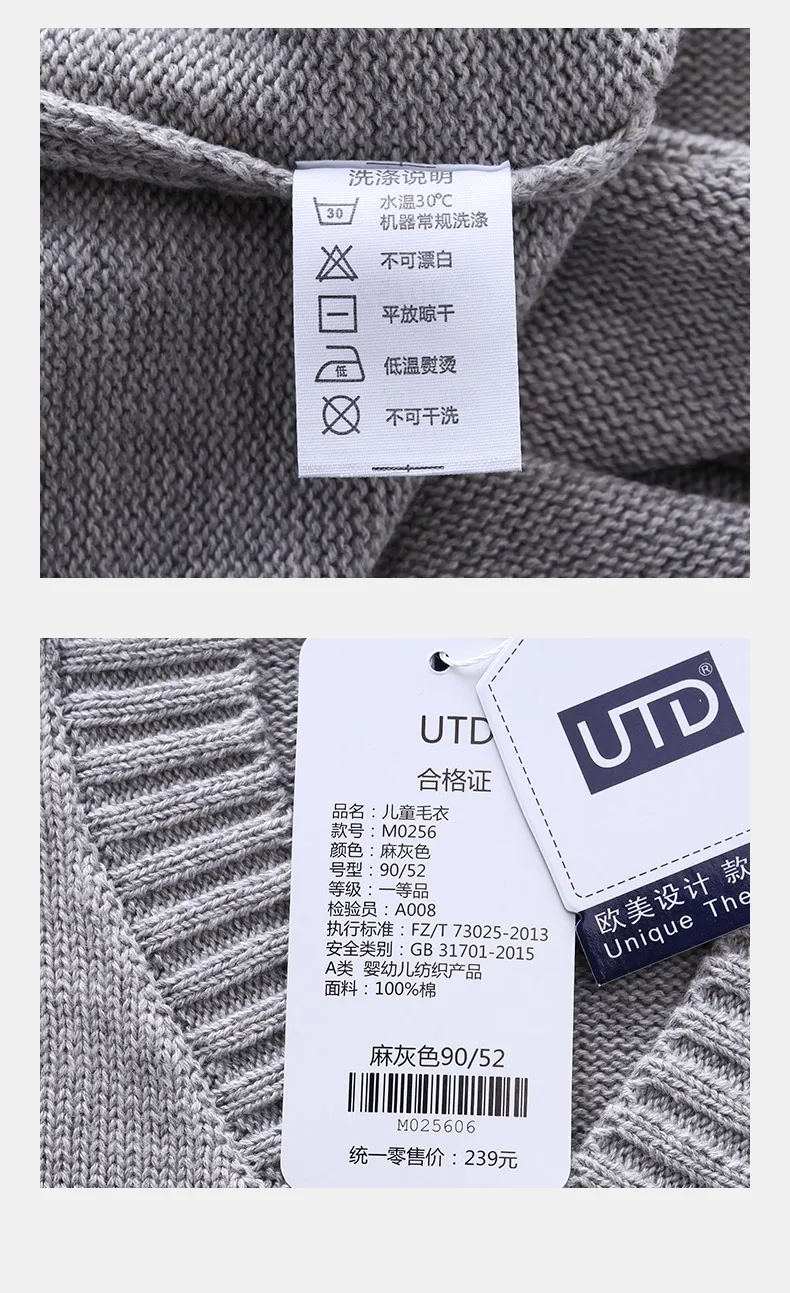 洗涤说明
30
水温30℃
机器常规洗涤
不可漂白
平放晾干
低
低温熨烫
不可干洗
UTD
合格证
品名：儿童毛衣
款号：M0256
颜色：麻灰色
号型：90/52
等级：一等品
检验员：A008
执行标准：FZ/T 73025-2013
安全类别：GB 31701-2015
A类 婴幼儿纺织产品
面料：100%棉
麻灰色90/52
M025606
统一零售价：239元
UTD®
欧美设计 款
Unique The